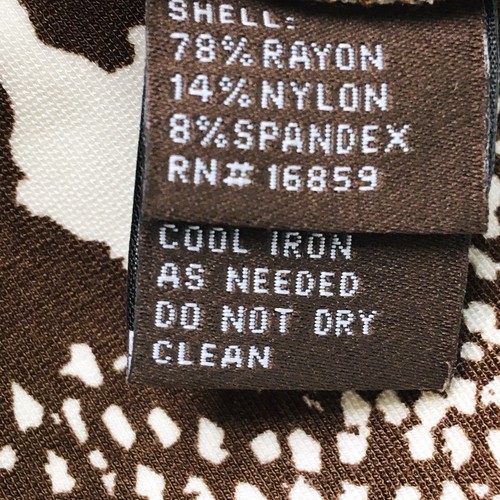 SHELL:
78% RAYON
14% NYLON
8% SPANDEX
RN# 16859
COOL IRON
AS NEEDED
DO NOT DRY
CLEAN